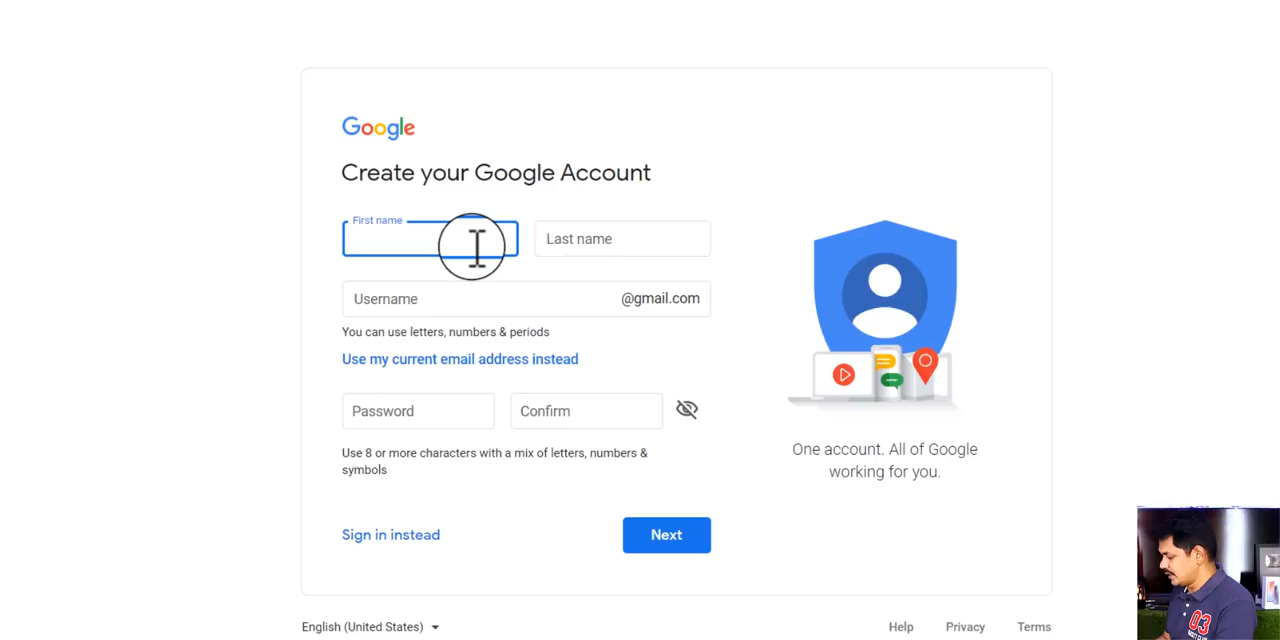 Google
Create your Google Account
First name
Last name
Username
@gmail.com
You can use letters, numbers & periods
Use my current email address instead
Password
Confirm
Use 8 or more characters with a mix of letters, numbers &
symbols
One account. All of Google
working for you.
Sign in instead
Next
English (United States)
Help
Privacy
Terms
03